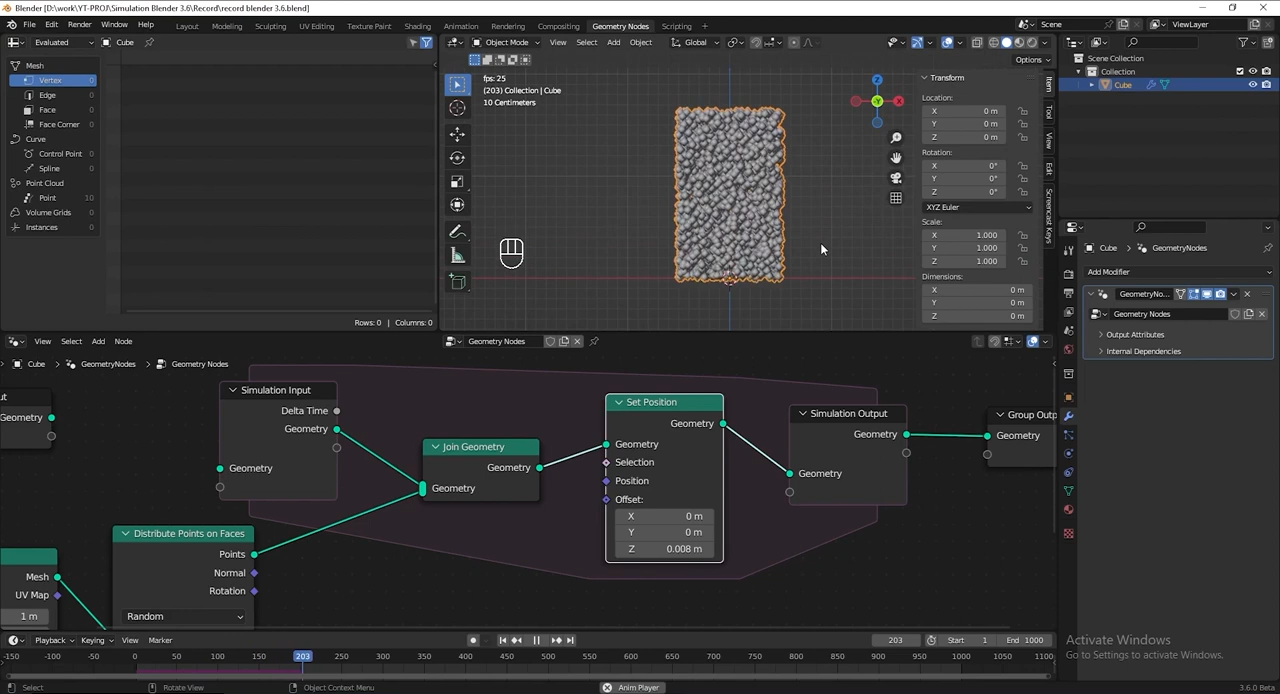 Blender [D:\work\YT-PROJ\Simulation Blender 3.6\Record\record blender 3.6.blend]
File Edit Render Window Help Layout Modeling Sculpting UV Editing Texture Paint Shading Animation Rendering Compositing Geometry Nodes Scripting + Scene ViewLayer
Evaluated Cube
Object Mode View Select Add Object Global
Options
Mesh
Vertex 0
Edge 0
Face 0
Face Corner 0
Curve
Control Point 0
Spline 0
Point Cloud
Point 10
Volume Grids 0
Instances 0
Rows: 0 | Columns: 0
fps: 25
(203) Collection | Cube
10 Centimeters
Z
X
-Y
Transform
Location:
X 0 m
Y 0 m
Z 0 m
Rotation:
X 0°
Y 0°
Z 0°
XYZ Euler
Scale:
X 1.000
Y 1.000
Z 1.000
Dimensions:
X 0 m
Y 0 m
Z 0 m
Item
Tool
View
Edit
Screencast Keys
Scene Collection
Collection
Cube
Cube > GeometryNodes
Add Modifier
GeometryNo...
Geometry Nodes
Output Attributes
Internal Dependencies
View Select Add Node Geometry Nodes
Cube > GeometryNodes > Geometry Nodes
ut
Geometry
Simulation Input
Delta Time
Geometry
Geometry
Join Geometry
Geometry
Geometry
Set Position
Geometry
Geometry
Selection
Position
Offset:
X 0 m
Y 0 m
Z 0.008 m
Simulation Output
Geometry
Geometry
Group Outp
Geometry
Distribute Points on Faces
Points
Normal
Rotation
Random
Mesh
UV Map
1 m
Playback Keying View Marker 203 Start 1 End 1000
-150 -100 -50 0 50 100 150 203 250 300 350 400 450 500 550 600 650 700 750 800 850 900 950 1000 1050 1100
Activate Windows
Go to Settings to activate Windows.
Select Rotate View Object Context Menu Anim Player 3.6.0 Beta